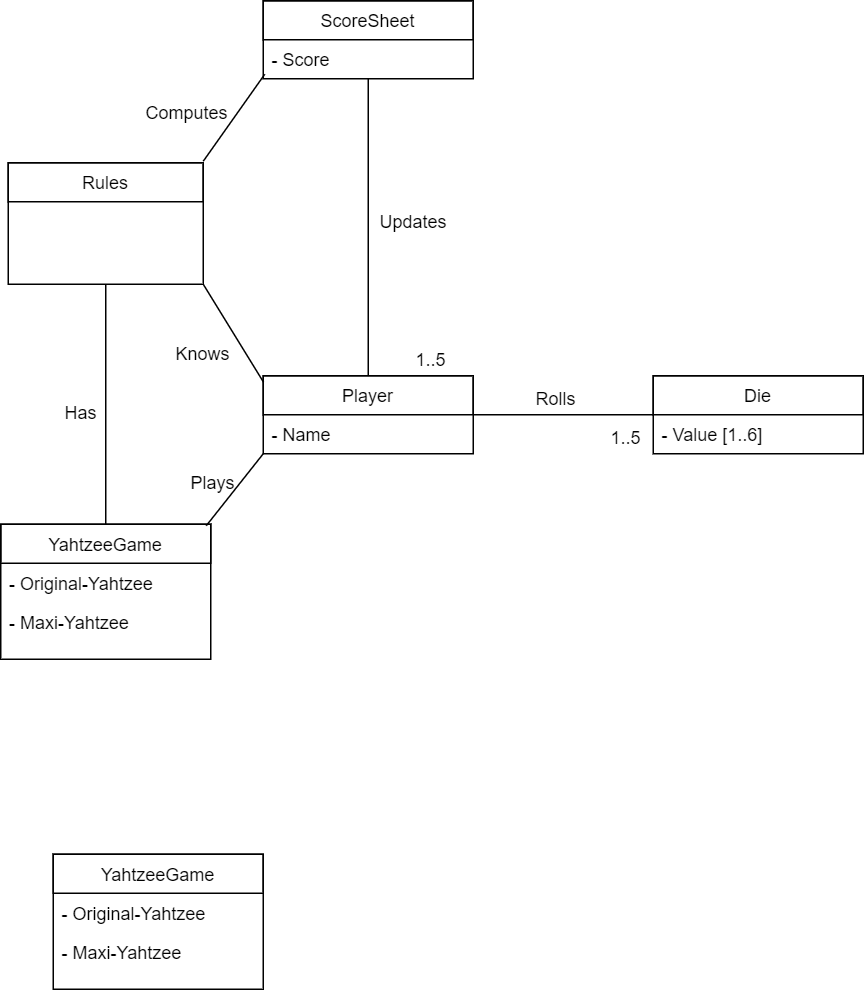 ScoreSheet
- Score
Computes
Rules
Updates
Knows
1..5
Player
- Name
Rolls
1..5
Die
- Value [1..6]
Has
Plays
YahtzeeGame
- Original-Yahtzee
- Maxi-Yahtzee
YahtzeeGame
- Original-Yahtzee
- Maxi-Yahtzee